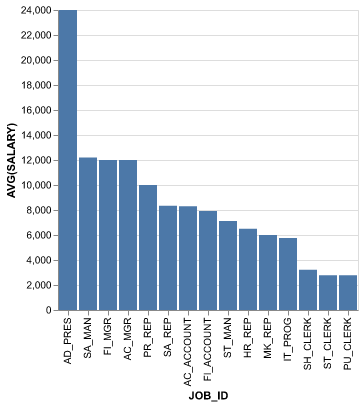 24,000
22,000
20,000
18,000
16,000
14,000
12,000
10,000
8,000
6,000
4,000
2,000
0
AVG(SALARY)
AD_PRES
SA_MAN
FI_MGR
AC_MGR
PR_REP
SA_REP
AC_ACCOUNT
FI_ACCOUNT
ST_MAN
HR_REP
MK_REP
IT_PROG
SH_CLERK
ST_CLERK
PU_CLERK
JOB_ID